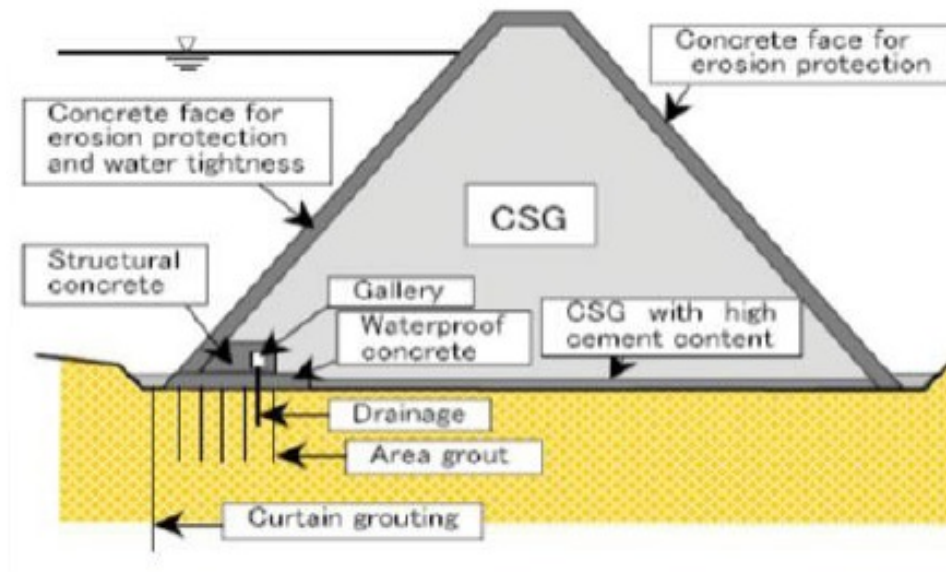 Concrete face for
erosion protection
Concrete face for
erosion protection
and water tightness
CSG
Structural
concrete
Gallery
Waterproof
concrete
CSG with high
cement content
Drainage
Area grout
Curtain grouting